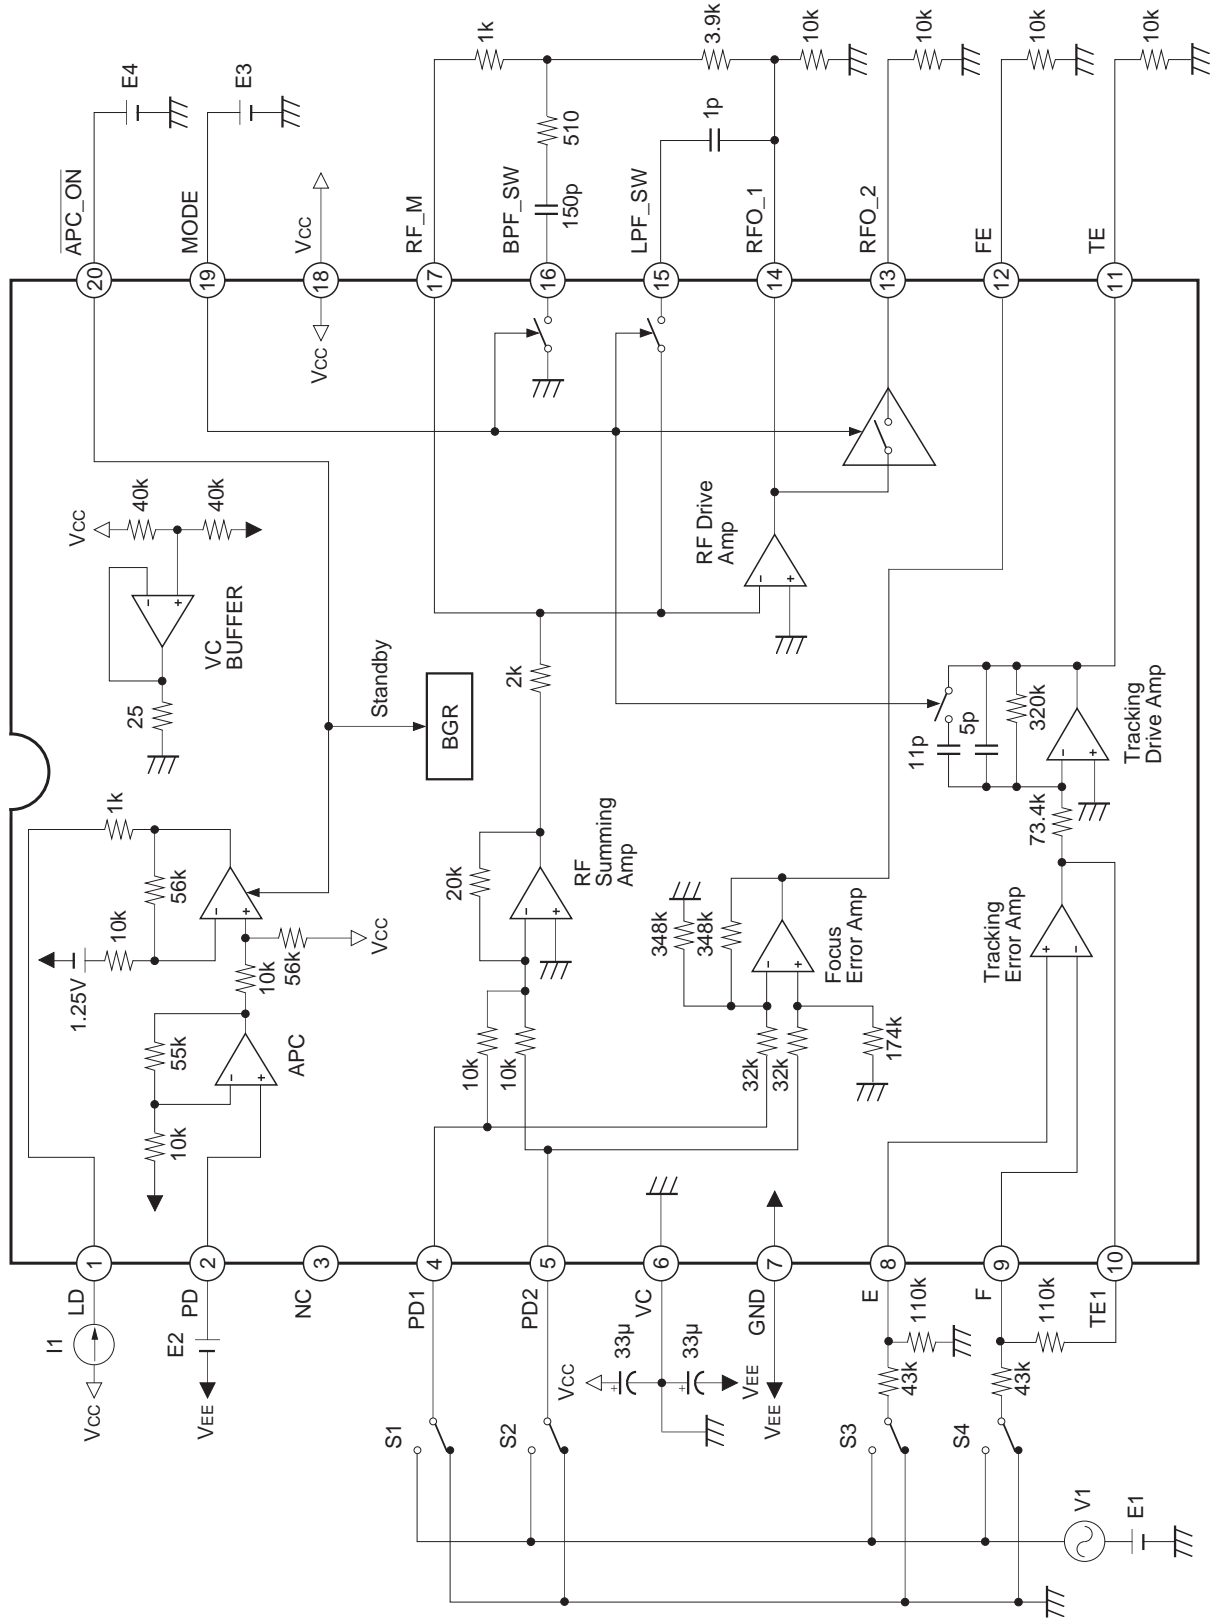 APC_ON
20
E4
MODE
19
E3
VCC
18
VCC
RF_M
17
1k
BPF_SW
16
150p
510
LPF_SW
15
1p
3.9k
RFO_1
14
10k
RFO_2
13
10k
FE
12
10k
TE
11
10k
VCC
40k
40k
VC
BUFFER
25
Standby
BGR
1k
56k
10k
1.25V
10k
56k
VCC
55k
10k
APC
2k
RF Drive
Amp
20k
RF
Summing
Amp
10k
10k
348k
348k
32k
32k
174k
Focus
Error Amp
11p
5p
320k
73.4k
Tracking
Drive Amp
Tracking
Error Amp
1
LD
I1
VCC
2
PD
E2
VEE
3
NC
4
PD1
S1
5
PD2
S2
6
VC
VCC
33µ
33µ
VEE
7
GND
VEE
8
E
110k
43k
S3
9
F
110k
43k
S4
10
TE1
V1
E1
+
+